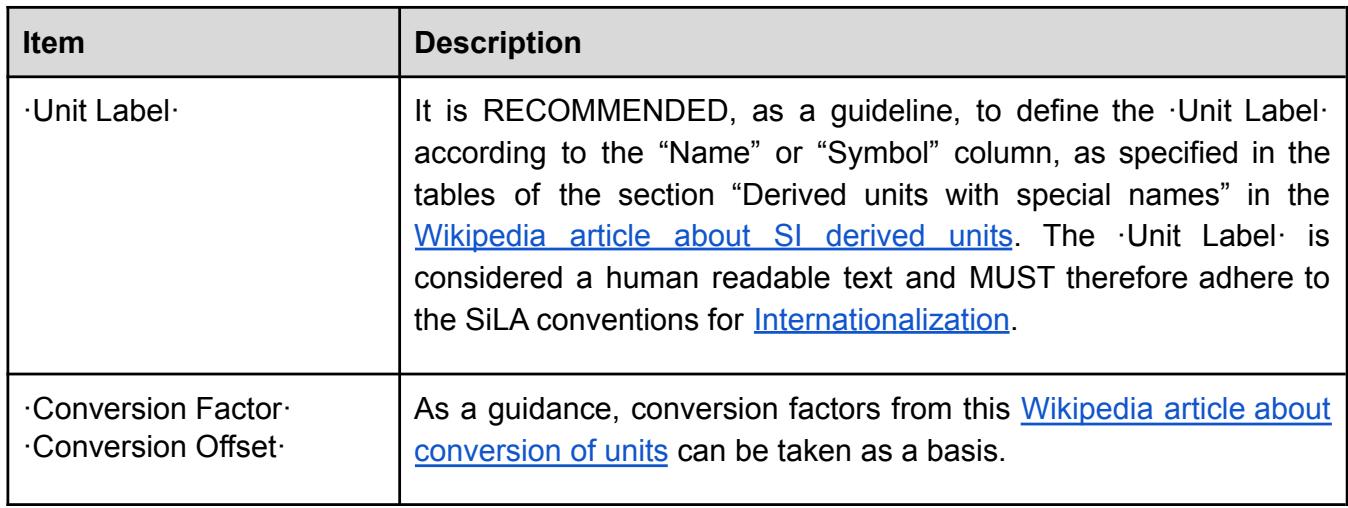 Item
Description
·Unit Label·
It is RECOMMENDED, as a guideline, to define the ·Unit Label·
according to the “Name” or “Symbol” column, as specified in the
tables of the section “Derived units with special names” in the
Wikipedia article about SI derived units. The ·Unit Label· is
considered a human readable text and MUST therefore adhere to
the SiLA conventions for Internationalization.
·Conversion Factor·
·Conversion Offset·
As a guidance, conversion factors from this Wikipedia article about
conversion of units can be taken as a basis.